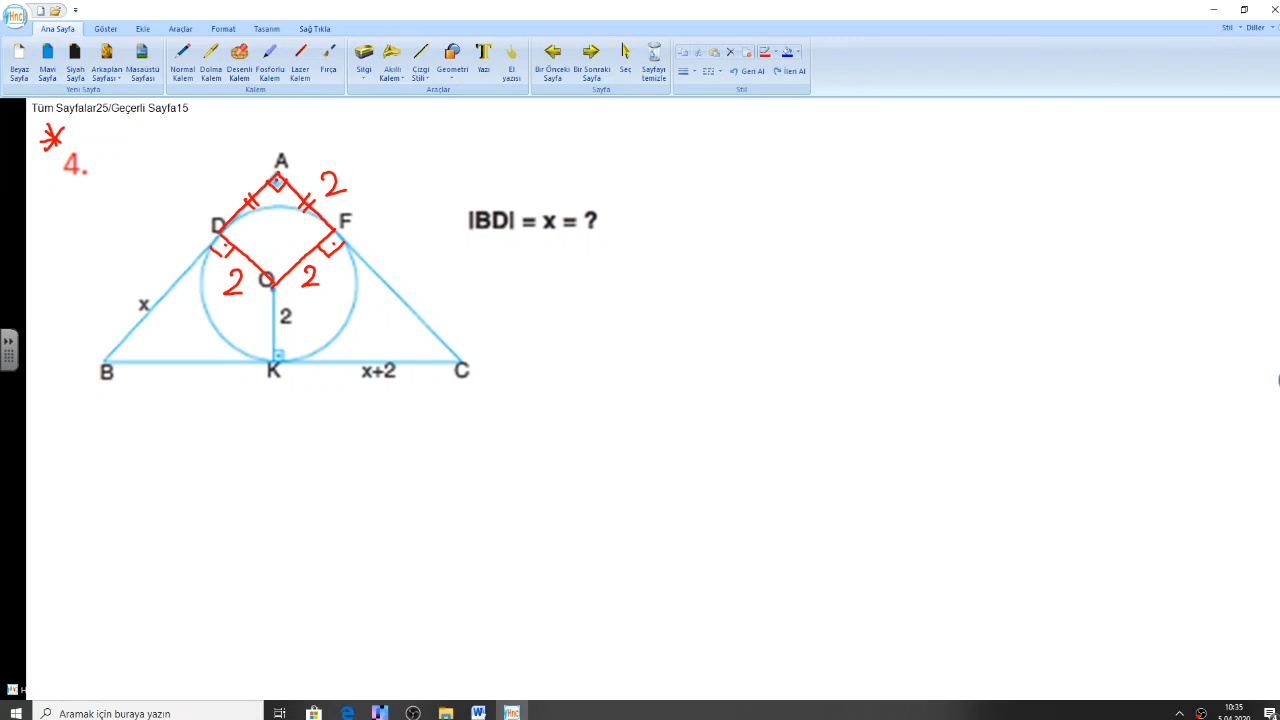 Ana Sayfa Göster Ekle Araçlar Format Tasarım Sağ Tıkla
Stil Diller
Beyaz Sayfa
Mavi Sayfa
Siyah Sayfa
Arkaplan Sayfası
Masaüstü Sayfası
Normal Kalem
Dolma Kalem
Desenli Kalem
Fosforlu Kalem
Lazer Kalem
Fırça
Silgi
Akıllı Kalem
Çizgi Stili
Geometri
Yazı
El yazısı
Bir Önceki Sayfa
Bir Sonraki Sayfa
Sec
Sayfayı temizle
Geri Al
İleri Al
Yeni Sayfa
Kalem
Araçlar
Sayfa
Stil
Tüm Sayfalar25/Geçerli Sayfa15
4.
A
2
D
F
|BD| = x = ?
O
2
2
x
2
B
K
x+2
C
H
Aramak için buraya yazın
10:35
5.04.2020